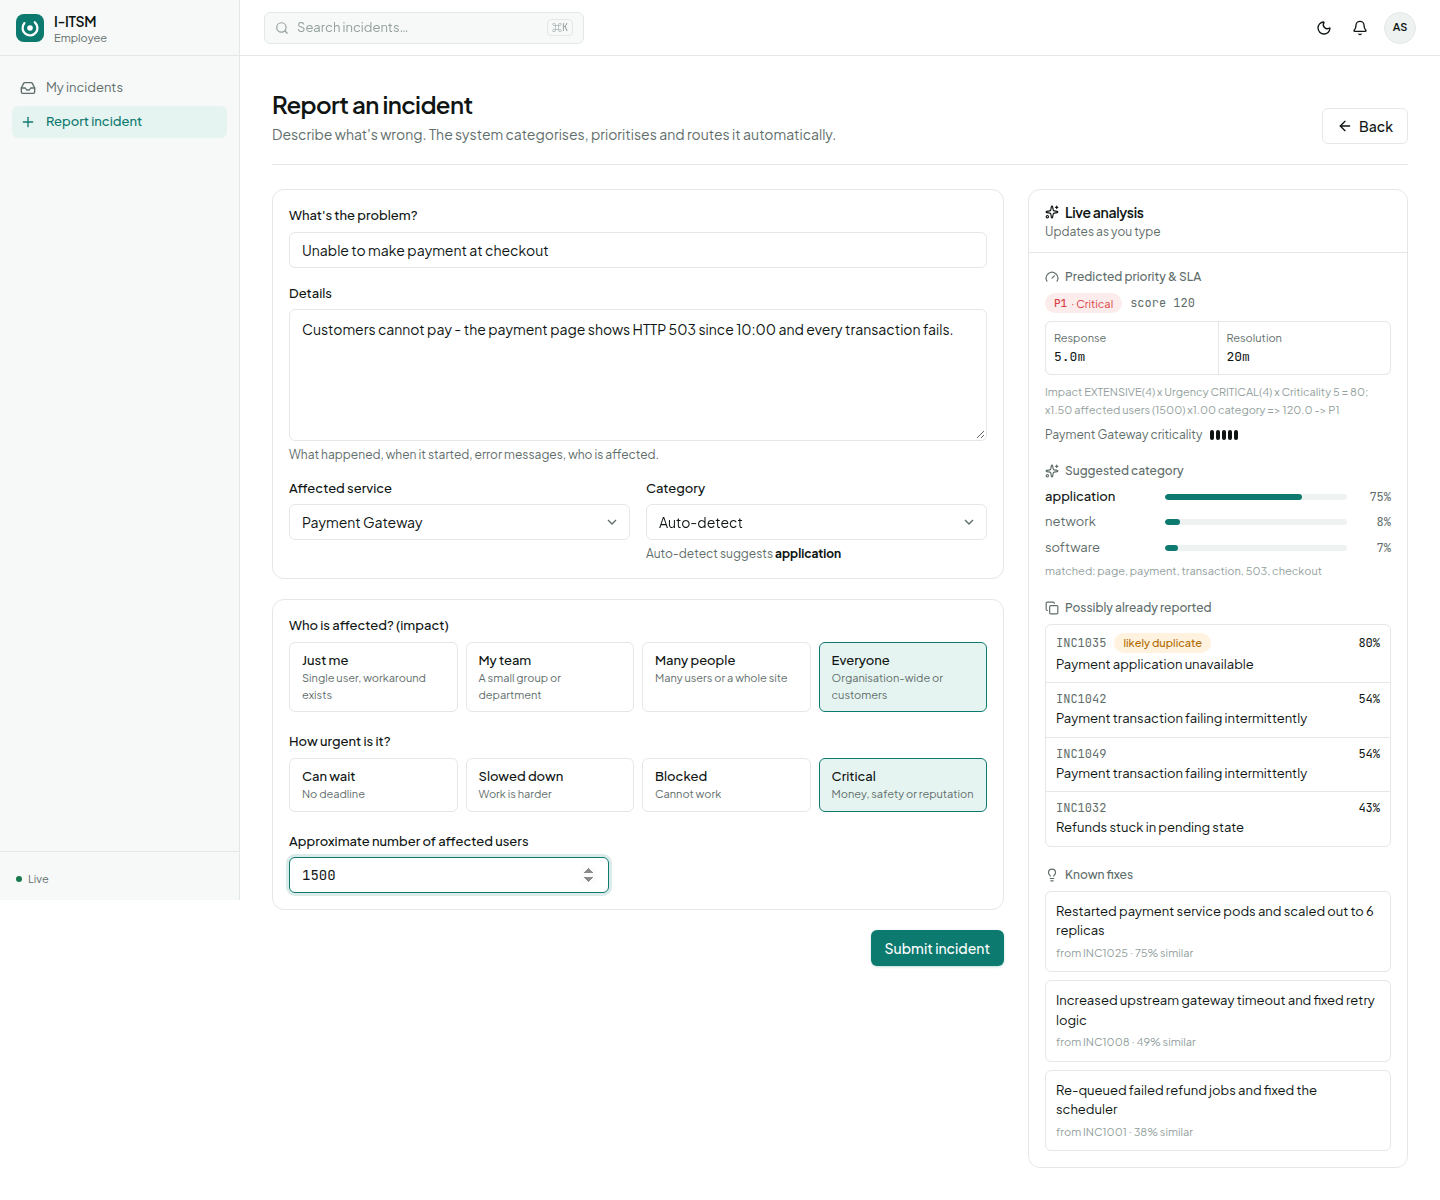 I-ITSM
Employee
Search incidents...
⌘K
AS
My incidents
Report incident
Live
Report an incident
Describe what's wrong. The system categorises, prioritises and routes it automatically.
Back
What's the problem?
Unable to make payment at checkout
Details
Customers cannot pay - the payment page shows HTTP 503 since 10:00 and every transaction fails.
What happened, when it started, error messages, who is affected.
Affected service
Category
Payment Gateway
Auto-detect
Auto-detect suggests application
Who is affected? (impact)
Just me
Single user, workaround
exists
My team
A small group or
department
Many people
Many users or a whole site
Everyone
Organisation-wide or
customers
How urgent is it?
Can wait
No deadline
Slowed down
Work is harder
Blocked
Cannot work
Critical
Money, safety or reputation
Approximate number of affected users
1500
Submit incident
Live analysis
Updates as you type
Predicted priority & SLA
P1 · Critical score 120
Response
5.0m
Resolution
20m
Impact EXTENSIVE(4) x Urgency CRITICAL(4) x Criticality 5 = 80;
x1.50 affected users (1500) x1.00 category => 120.0 -> P1
Payment Gateway criticality
Suggested category
application 75%
network 8%
software 7%
matched: page, payment, transaction, 503, checkout
Possibly already reported
INC1035 likely duplicate 80%
Payment application unavailable
INC1042 54%
Payment transaction failing intermittently
INC1049 54%
Payment transaction failing intermittently
INC1032 43%
Refunds stuck in pending state
Known fixes
Restarted payment service pods and scaled out to 6
replicas
from INC1025 · 75% similar
Increased upstream gateway timeout and fixed retry
logic
from INC1008 · 49% similar
Re-queued failed refund jobs and fixed the
scheduler
from INC1001 · 38% similar